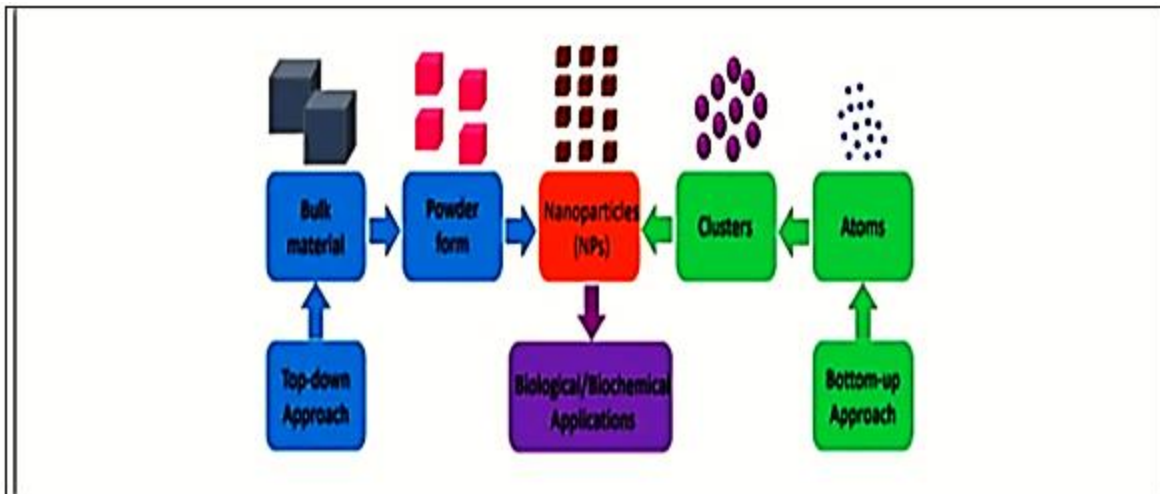 Bulk
material
Powder
form
Nanoparticles
(NPs)
Clusters
Atoms
Top-down
Approach
Biological/Biochemical
Applications
Bottom-up
Approach